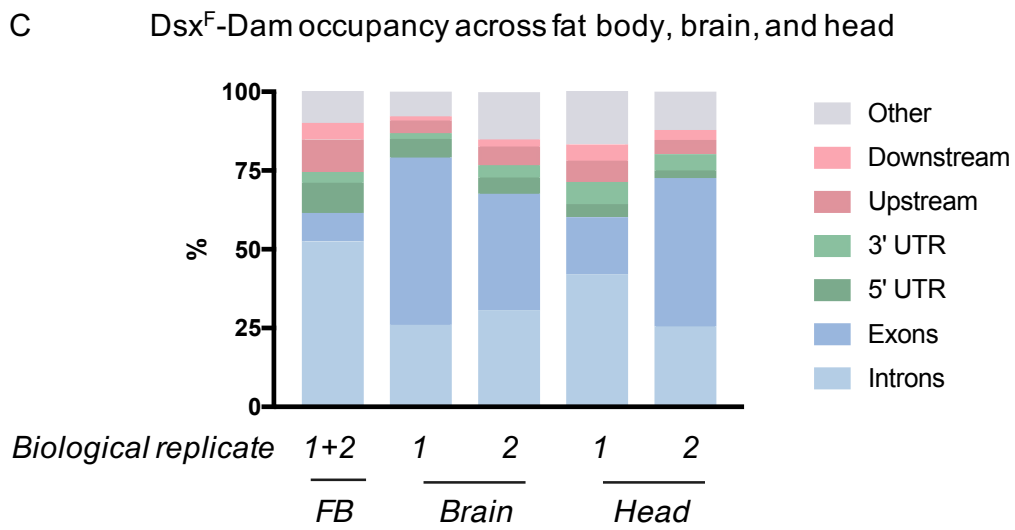 C DsxF-Dam occupancy across fat body, brain, and head
100
75
50
25
0
%
Other
Downstream
Upstream
3' UTR
5' UTR
Exons
Introns
Biological replicate 1+2 1 2 1 2
FB Brain Head